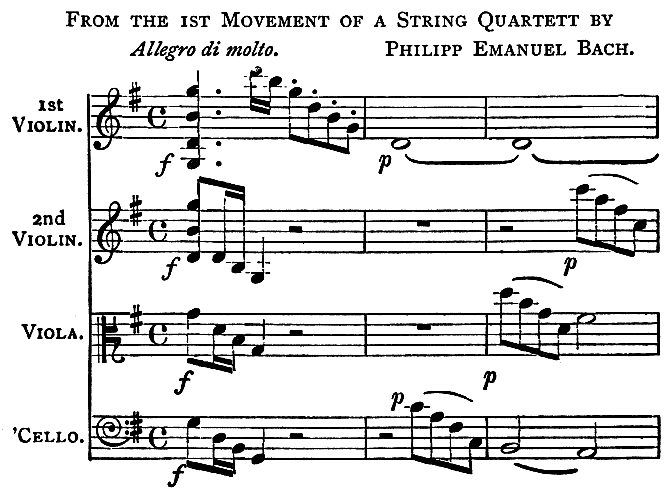 From the 1st Movement of a String Quartett by
Allegro di molto. Philipp Emanuel Bach.
1st
Violin.
f
p
2nd
Violin.
f
p
Viola.
f
p
'Cello.
p
f